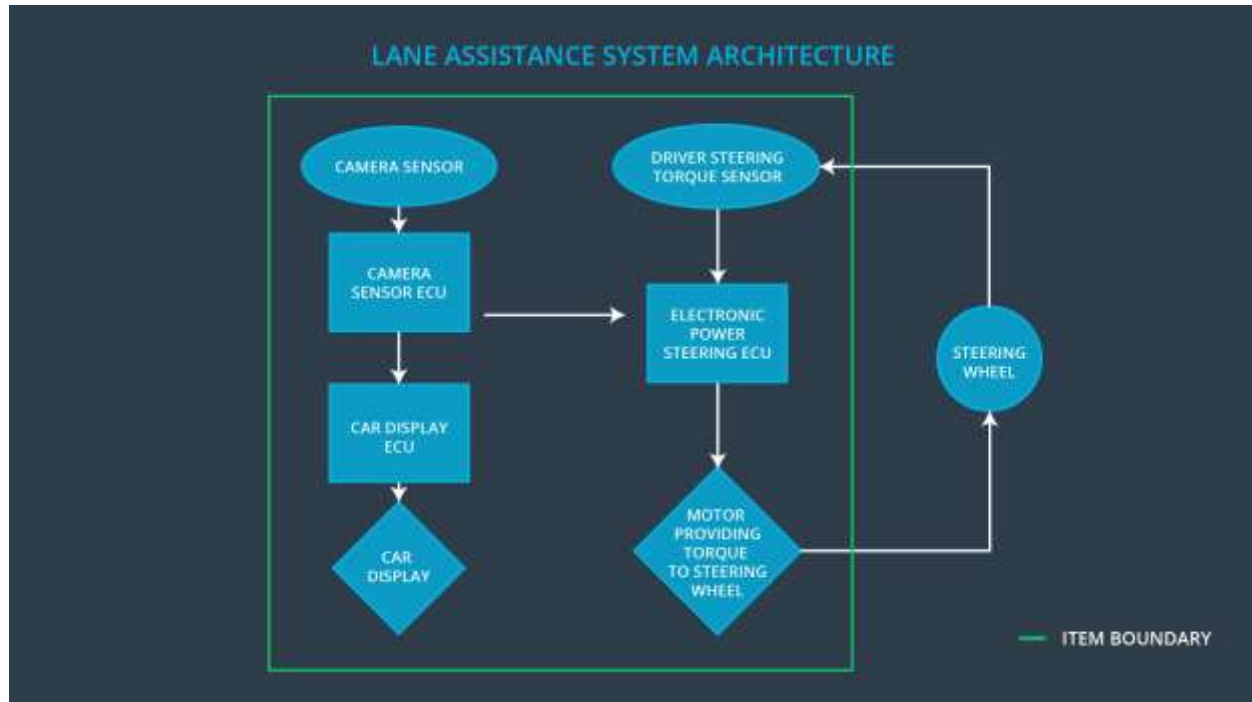 LANE ASSISTANCE SYSTEM ARCHITECTURE
CAMERA SENSOR
DRIVER STEERING
TORQUE SENSOR
CAMERA
SENSOR ECU
ELECTRONIC
POWER
STEERING ECU
STEERING
WHEEL
CAR DISPLAY
ECU
MOTOR
PROVIDING
TORQUE
TO STEERING
WHEEL
CAR
DISPLAY
ITEM BOUNDARY